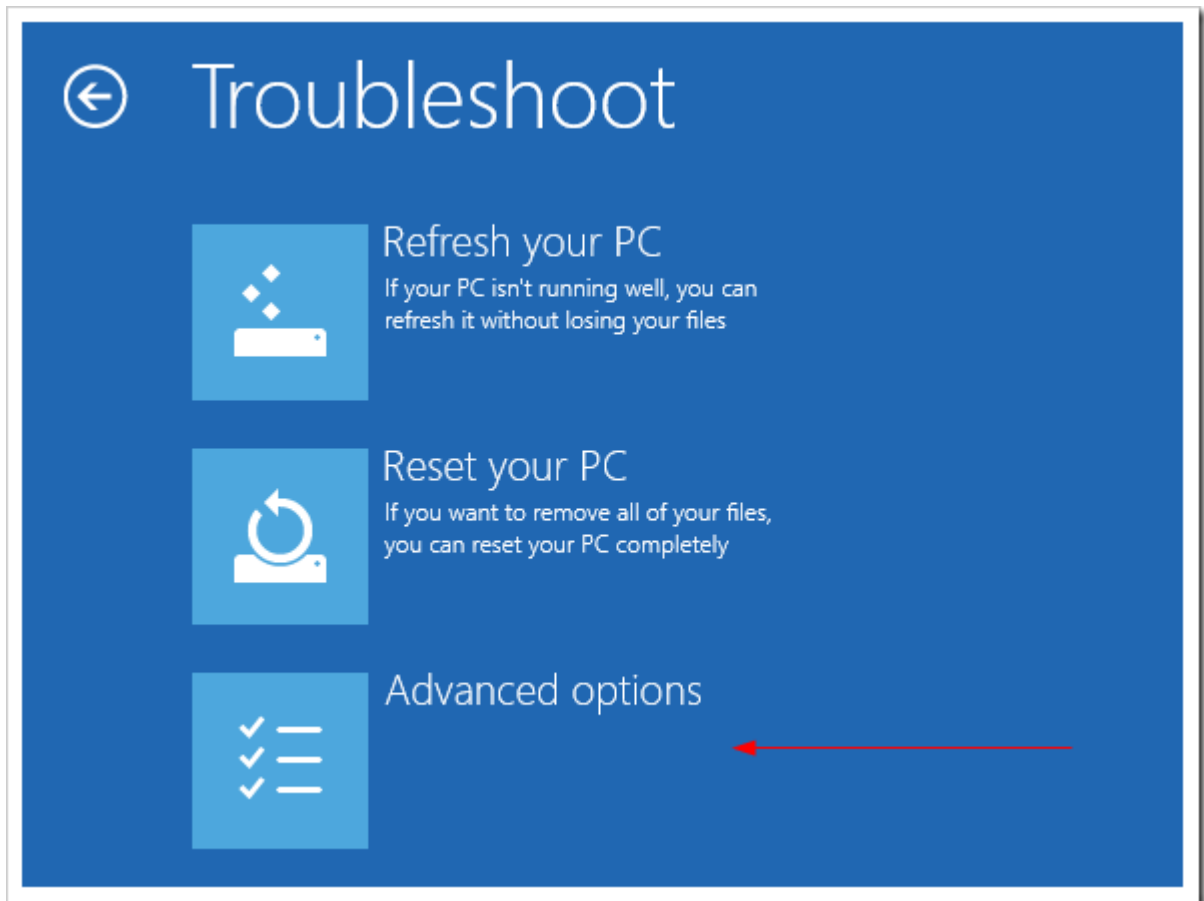 Troubleshoot
Refresh your PC
If your PC isn't running well, you can
refresh it without losing your files
Reset your PC
If you want to remove all of your files,
you can reset your PC completely
Advanced options